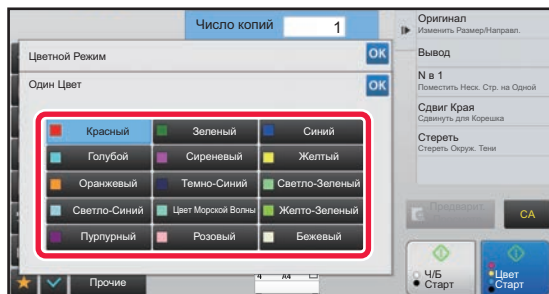 Число копий 1
Цветной Режим OK
Один Цвет OK
Красный Зеленый Синий
Голубой Сиреневый Желтый
Оранжевый Темно-Синий Светло-Зеленый
Светло-Синий Цвет Морской Волны Желто-Зеленый
Пурпурный Розовый Бежевый
Прочие
A4
Оригинал
Изменить Размер/Направл.
Вывод
N в 1
Поместить Неск. Стр. на Одной
Сдвиг Края
Сдвинуть для Корешка
Стереть
Стереть Окруж. Тени
Предварит.
CA
Ч/Б
Старт
Цвет
Старт